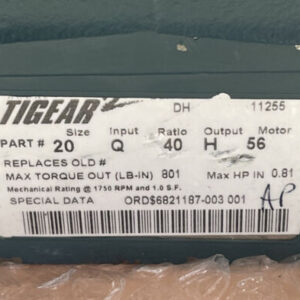 TIGEAR 2 DH 11255
Size Input Ratio Output Motor
PART # 20 Q 40 H 56
REPLACES OLD #
MAX TORQUE OUT (LB-IN) 801 Max HP IN 0.81
Mechanical Rating @ 1750 RPM and 1.0 S.F.
SPECIAL DATA ORD$6821187-003 001
AP